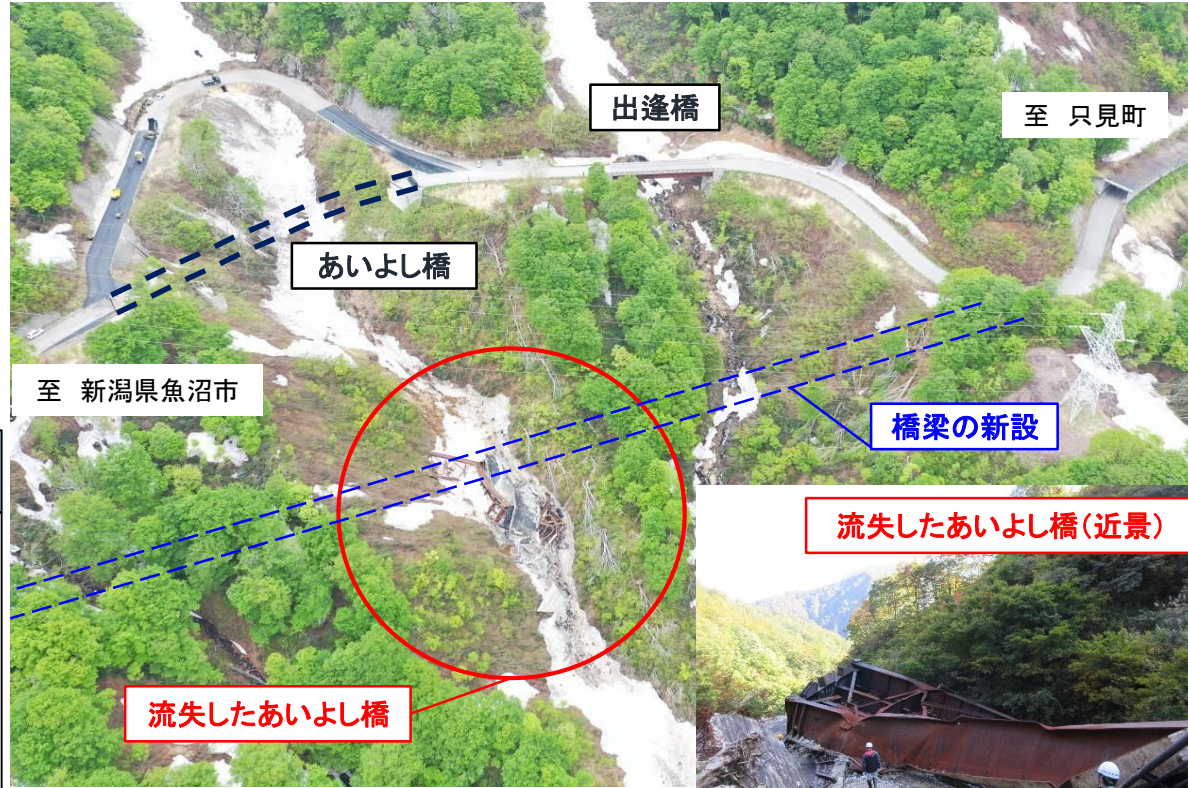 出逢橋
至 只見町
あいよし橋
至 新潟県魚沼市
橋梁の新設
流失したあいよし橋(近景)
流失したあいよし橋